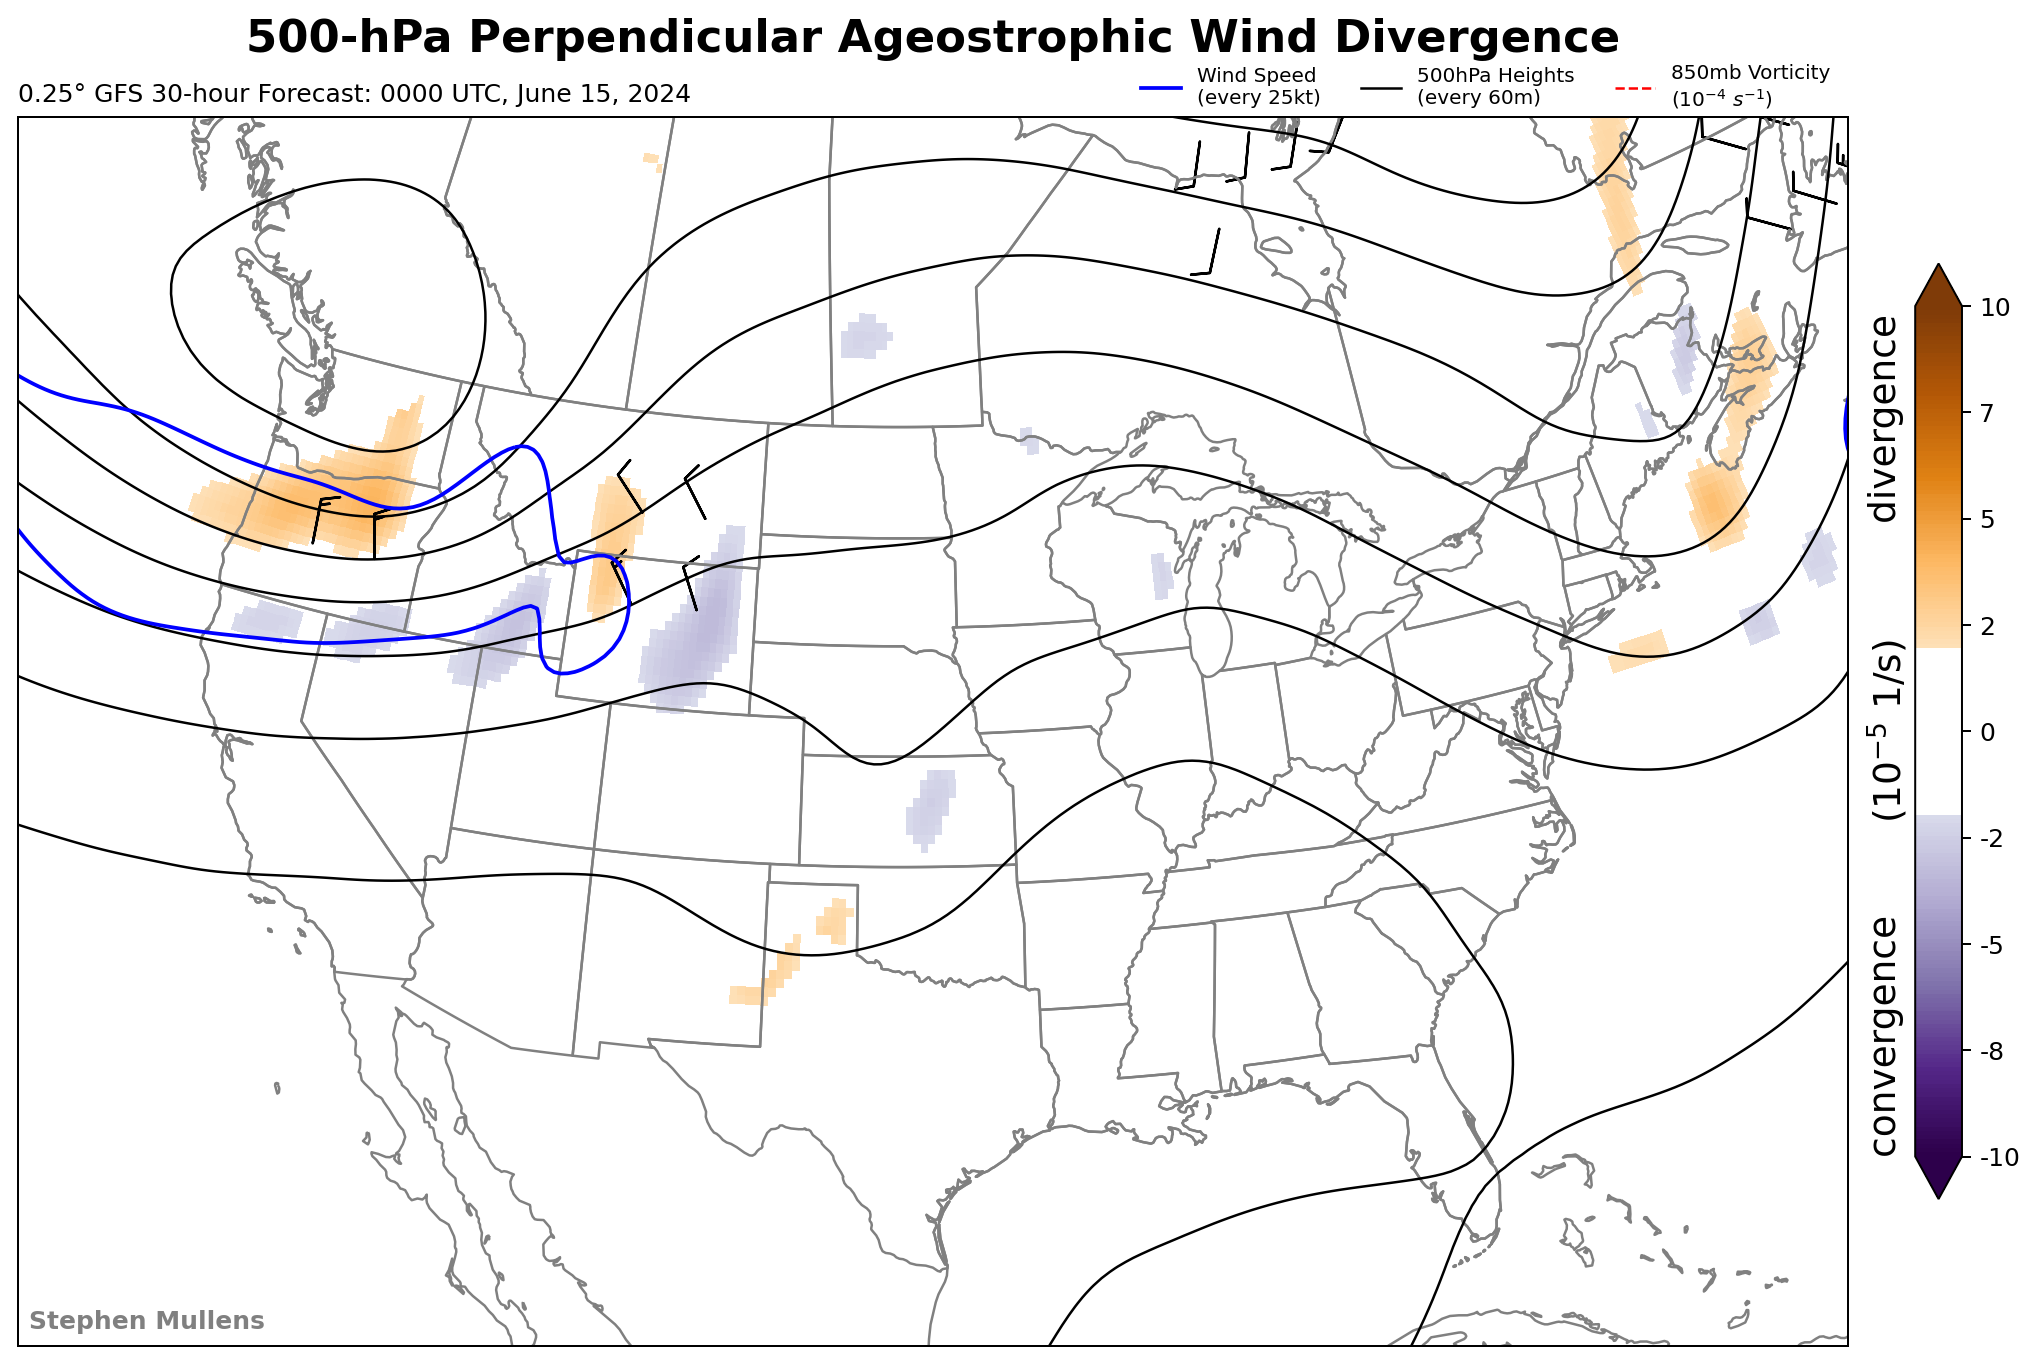 500-hPa Perpendicular Ageostrophic Wind Divergence
0.25° GFS 30-hour Forecast: 0000 UTC, June 15, 2024
Wind Speed
(every 25kt)
500hPa Heights
(every 60m)
850mb Vorticity
(10⁻⁴ s⁻¹)
10
7
5
2
0
-2
-5
-8
-10
convergence (10⁻⁵ 1/s) divergence
Stephen Mullens